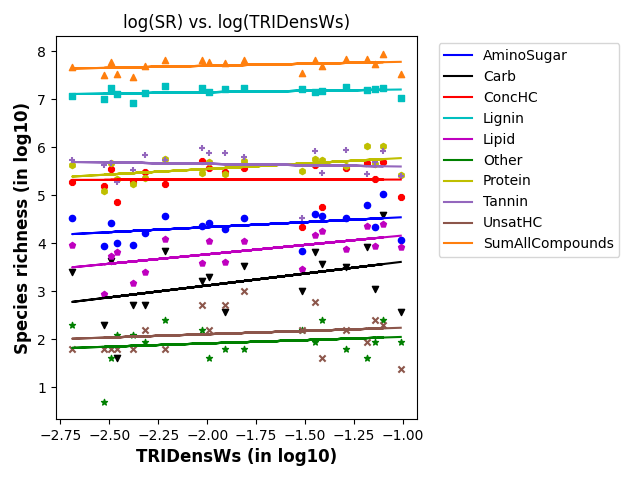 log(SR) vs. log(TRIDensWs)
Species richness (in log10)
8
7
6
5
4
3
2
1
−2.75 −2.50 −2.25 −2.00 −1.75 −1.50 −1.25 −1.00
TRIDensWs (in log10)
AminoSugar
Carb
ConcHC
Lignin
Lipid
Other
Protein
Tannin
UnsatHC
SumAllCompounds